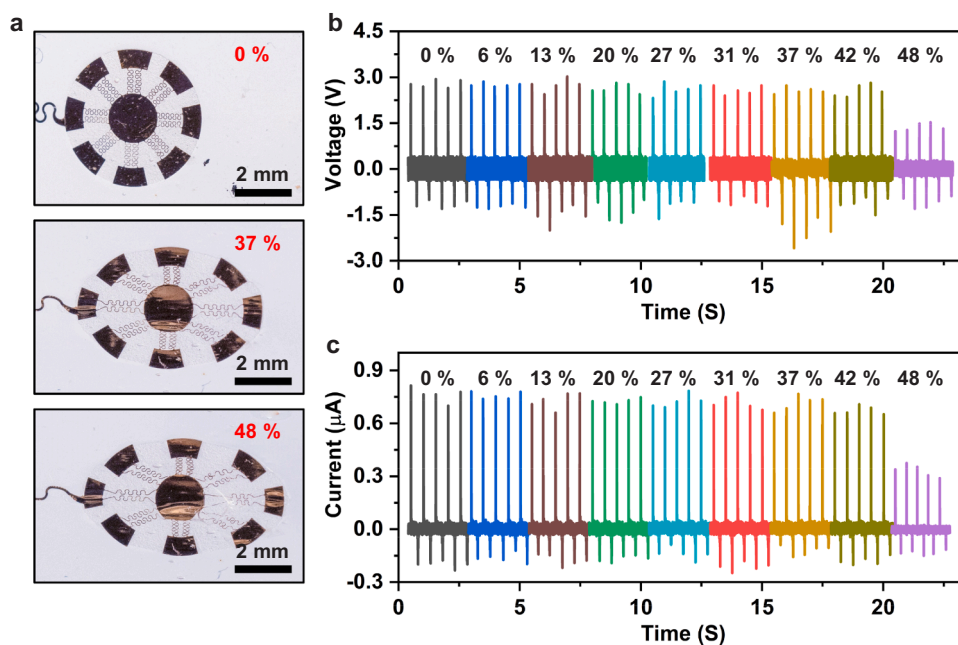 a
0 %
2 mm
37 %
2 mm
48 %
2 mm
b
4.5
3.0
1.5
0.0
-1.5
-3.0
Voltage (V)
0 % 6 % 13 % 20 % 27 % 31 % 37 % 42 % 48 %
0 5 10 15 20
Time (S)
c
0.9
0.6
0.3
0.0
-0.3
Current (µA)
0 % 6 % 13 % 20 % 27 % 31 % 37 % 42 % 48 %
0 5 10 15 20
Time (S)